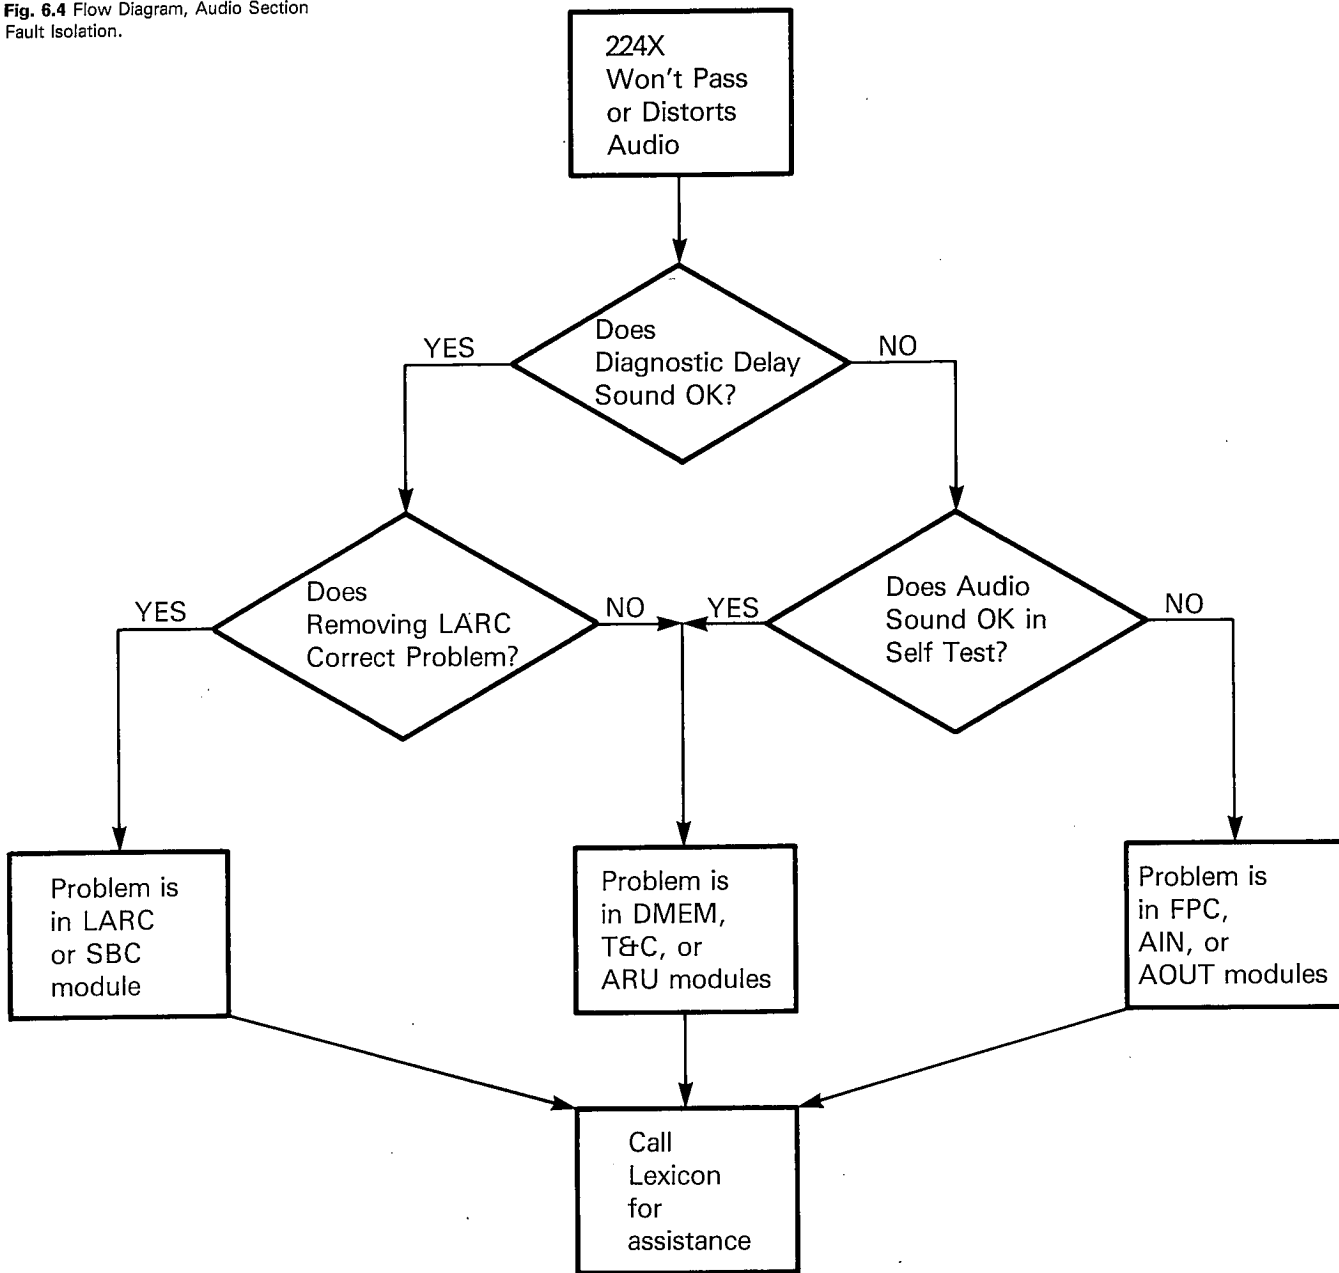 Fig. 6.4 Flow Diagram, Audio Section
Fault Isolation.
224X
Won't Pass
or Distorts
Audio
Does
Diagnostic Delay
Sound OK?
YES
NO
Does
Removing LARC
Correct Problem?
YES
NO
Does Audio
Sound OK in
Self Test?
YES
NO
Problem is
in LARC
or SBC
module
Problem is
in DMEM,
T&C, or
ARU modules
Problem is
in FPC,
AIN, or
AOUT modules
Call
Lexicon
for
assistance